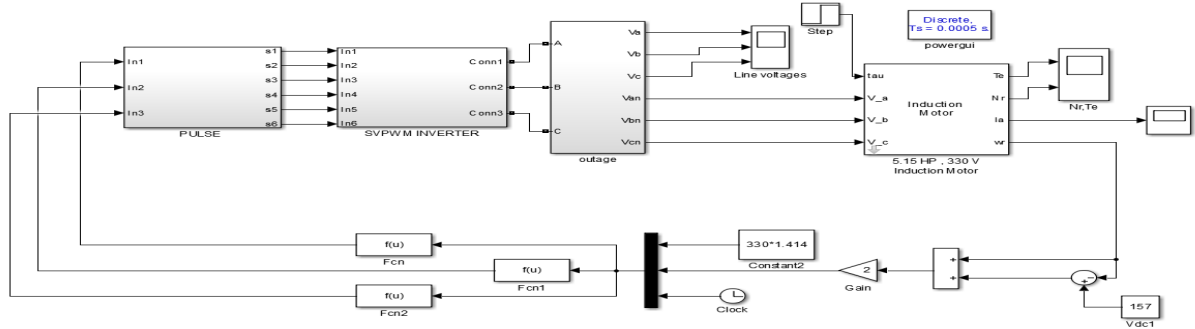 Discrete,
Ts = 0.0005 s.
powergui
Step
Line voltages
In1
In2
In3
s1
s2
s3
s4
s5
s6
PULSE
In1
In2
In3
In4
In5
In6
Conn1
Conn2
Conn3
SVPWM INVERTER
A
B
C
Va
Vb
Vc
Van
Vbn
Vcn
outage
tau
V_a
V_b
V_c
Induction
Motor
Te
Nr
Ia
wr
5.15 HP , 330 V
Induction Motor
Nr,Te
f(u)
Fcn
f(u)
Fcn1
f(u)
Fcn2
330*1.414
Constant2
Clock
2
Gain
+
+
−
+
157
Vdc1